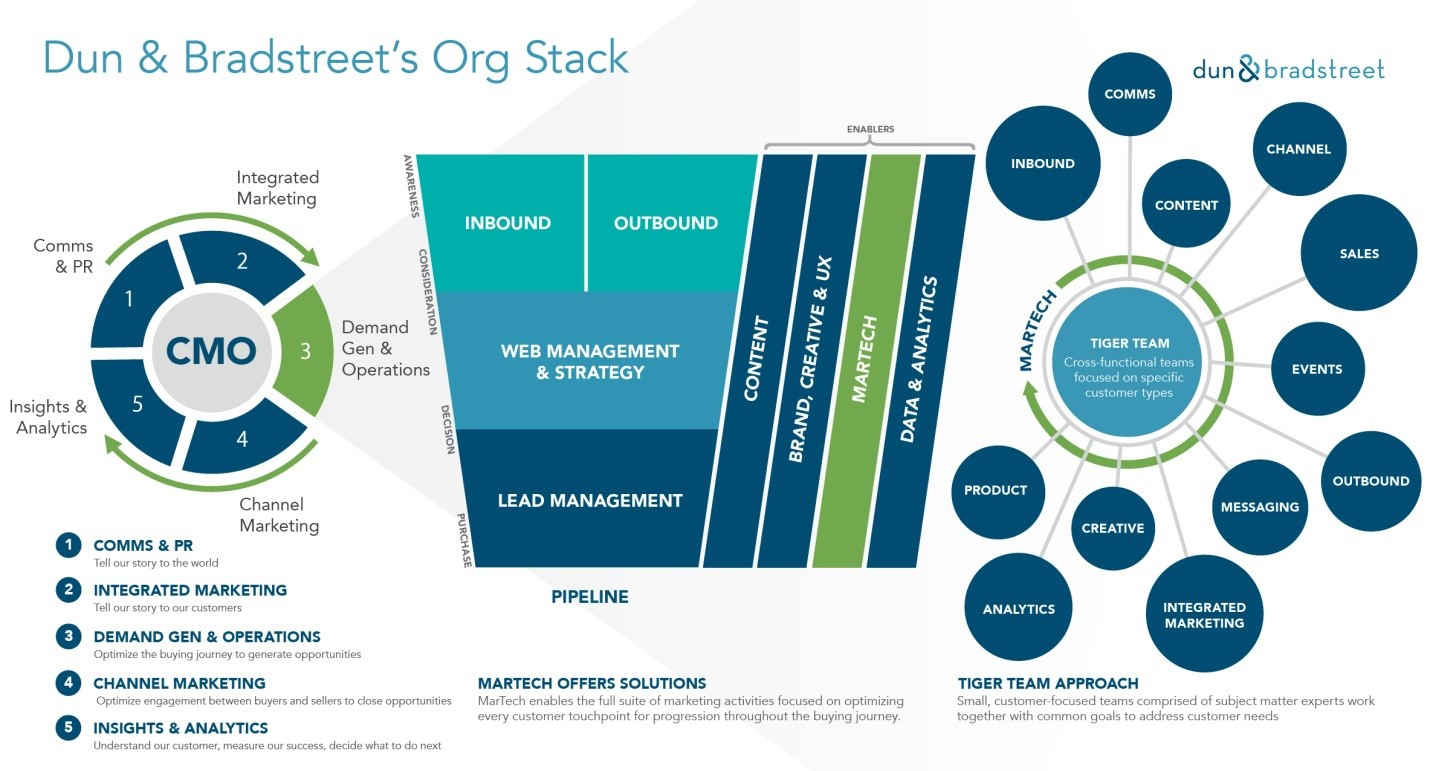 Dun & Bradstreet's Org Stack
dun&bradstreet
Integrated
Marketing
Comms
& PR
Demand
Gen &
Operations
Insights &
Analytics
Channel
Marketing
1
2
3
4
5
CMO
1 COMMS & PR
Tell our story to the world
2 INTEGRATED MARKETING
Tell our story to our customers
3 DEMAND GEN & OPERATIONS
Optimize the buying journey to generate opportunities
4 CHANNEL MARKETING
Optimize engagement between buyers and sellers to close opportunities
5 INSIGHTS & ANALYTICS
Understand our customer, measure our success, decide what to do next
ENABLERS
AWARENESS
CONSIDERATION
DECISION
PURCHASE
INBOUND
OUTBOUND
WEB MANAGEMENT
& STRATEGY
LEAD MANAGEMENT
CONTENT
BRAND, CREATIVE & UX
MARTECH
DATA & ANALYTICS
PIPELINE
MARTECH OFFERS SOLUTIONS
MarTech enables the full suite of marketing activities focused on optimizing
every customer touchpoint for progression throughout the buying journey.
COMMS
INBOUND
CHANNEL
CONTENT
SALES
MARTECH
TIGER TEAM
Cross-functional teams
focused on specific
customer types
EVENTS
OUTBOUND
PRODUCT
MESSAGING
CREATIVE
ANALYTICS
INTEGRATED
MARKETING
TIGER TEAM APPROACH
Small, customer-focused teams comprised of subject matter experts work
together with common goals to address customer needs